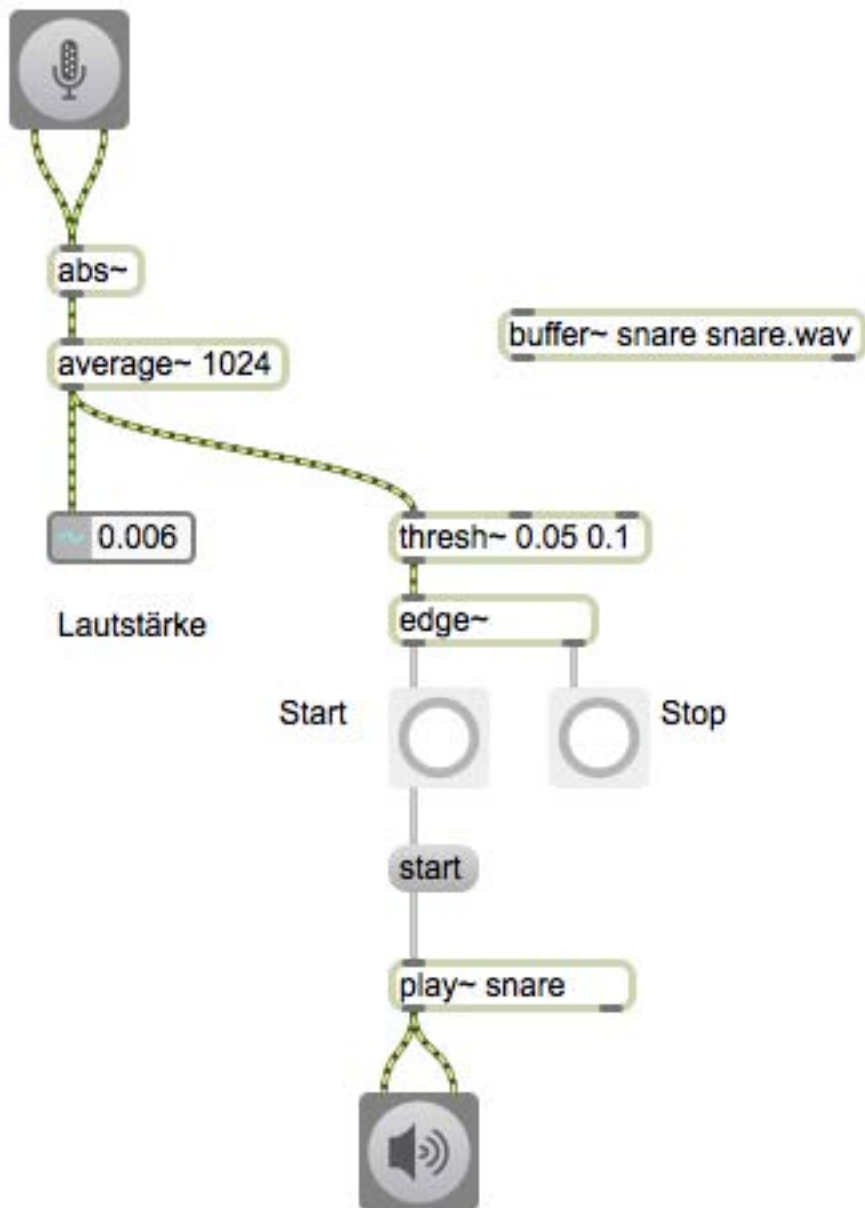 abs~
buffer~ snare snare.wav
average~ 1024
~ 0.006
thresh~ 0.05 0.1
Lautstärke
edge~
Start
Stop
start
play~ snare